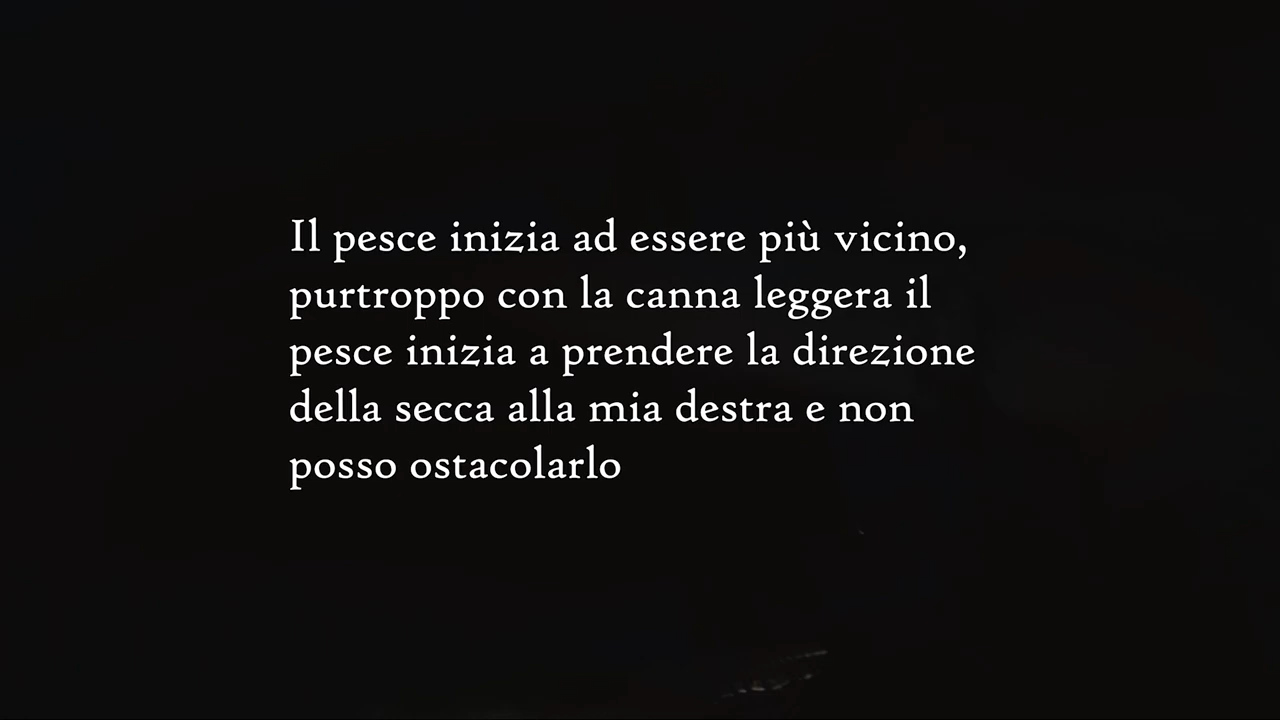 Il pesce inizia ad essere più vicino,
purtroppo con la canna leggera il
pesce inizia a prendere la direzione
della secca alla mia destra e non
posso ostacolarlo